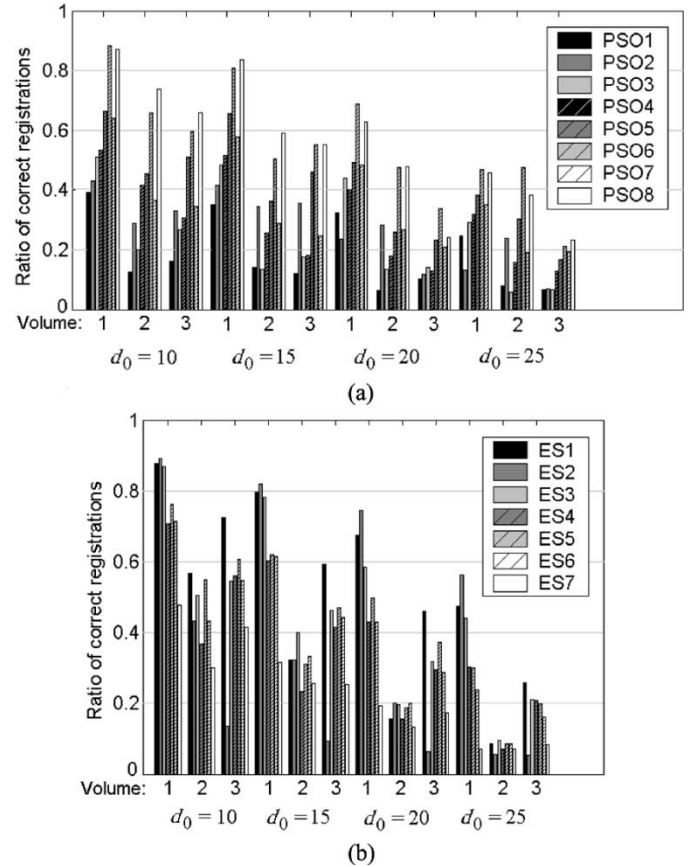 1
0.8
0.6
0.4
0.2
0
Ratio of correct registrations
PSO1
PSO2
PSO3
PSO4
PSO5
PSO6
PSO7
PSO8
Volume: 1 2 3 1 2 3 1 2 3 1 2 3
d₀ = 10 d₀ = 15 d₀ = 20 d₀ = 25
(a)
1
0.8
0.6
0.4
0.2
0
Ratio of correct registrations
ES1
ES2
ES3
ES4
ES5
ES6
ES7
Volume: 1 2 3 1 2 3 1 2 3 1 2 3
d₀ = 10 d₀ = 15 d₀ = 20 d₀ = 25
(b)